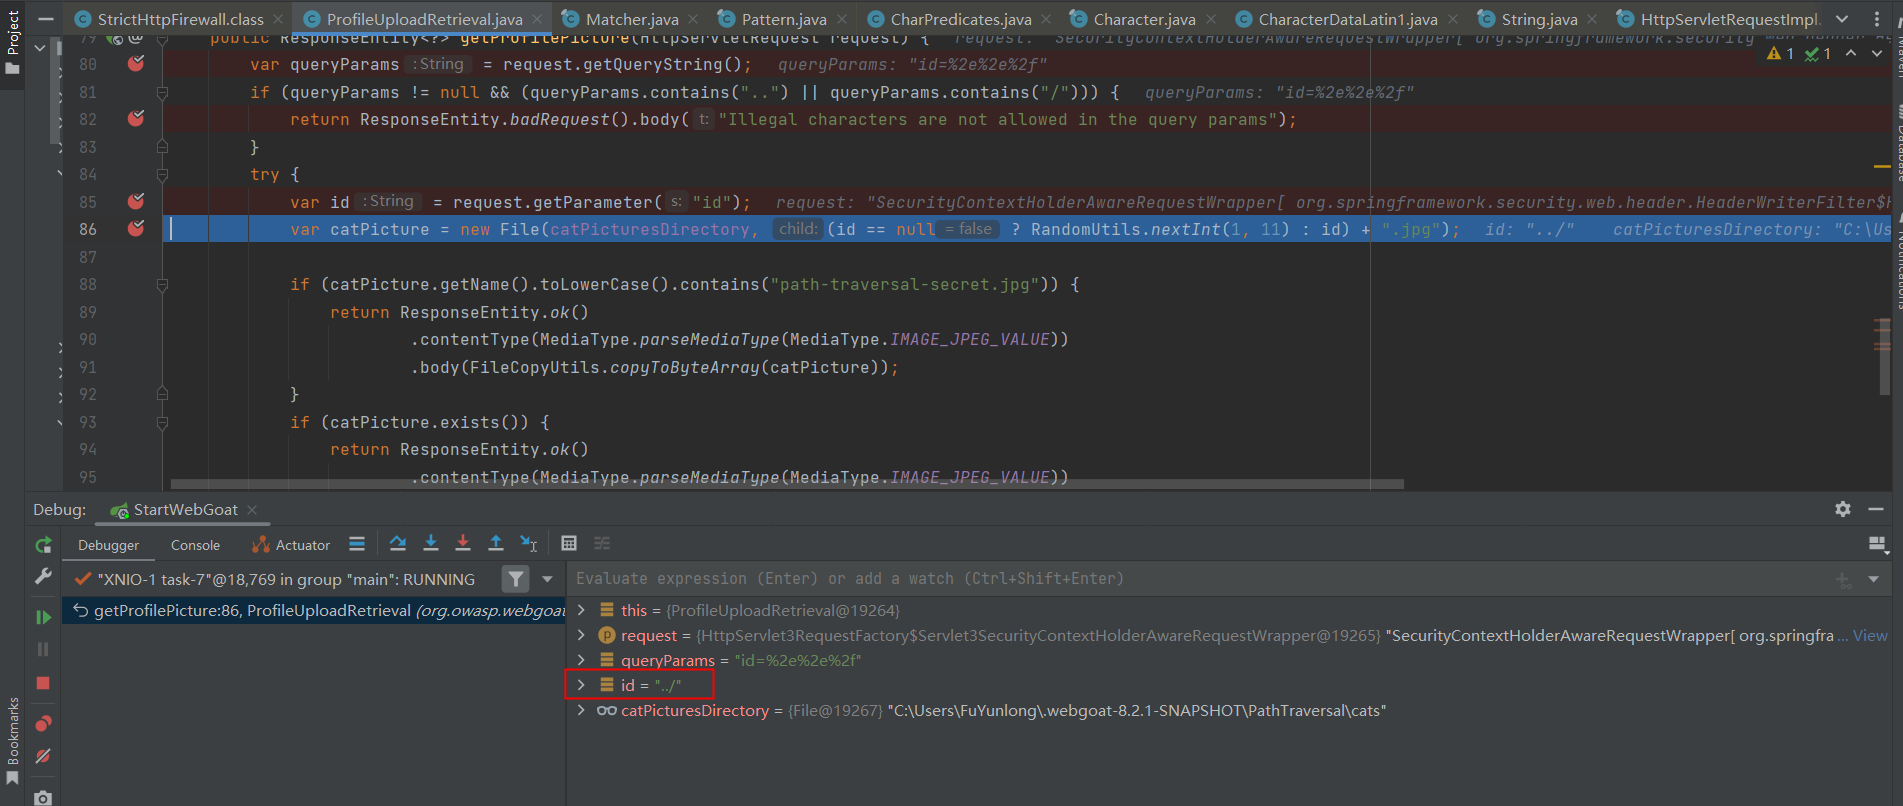 Project
StrictHttpFirewall.class
ProfileUploadRetrieval.java
Matcher.java
Pattern.java
CharPredicates.java
Character.java
CharacterDataLatin1.java
String.java
HttpServletRequestImpl.
79 public ResponseEntity<?> getProfilePicture(HttpServletRequest request) { request: "SecurityContextHolderAwareRequestWrapper[ org.springframework.security
80 var queryParams : String = request.getQueryString(); queryParams: "id=%2e%2e%2f"
1 1
81 if (queryParams != null && (queryParams.contains("..") || queryParams.contains("/"))) { queryParams: "id=%2e%2e%2f"
82 return ResponseEntity.badRequest().body( t: "Illegal characters are not allowed in the query params");
83 }
84 try {
85 var id : String = request.getParameter( s: "id"); request: "SecurityContextHolderAwareRequestWrapper[ org.springframework.security.web.header.HeaderWriterFilter$H
86 var catPicture = new File(catPicturesDirectory, child: (id == null = false ? RandomUtils.nextInt(1, 11) : id) + ".jpg"); id: "../" catPicturesDirectory: "C:\Us
87
88 if (catPicture.getName().toLowerCase().contains("path-traversal-secret.jpg")) {
89 return ResponseEntity.ok()
90 .contentType(MediaType.parseMediaType(MediaType.IMAGE_JPEG_VALUE))
91 .body(FileCopyUtils.copyToByteArray(catPicture));
92 }
93 if (catPicture.exists()) {
94 return ResponseEntity.ok()
95 .contentType(MediaType.parseMediaType(MediaType.IMAGE_JPEG_VALUE))
Debug: StartWebGoat
Debugger Console Actuator
"XNIO-1 task-7"@18,769 in group "main": RUNNING
getProfilePicture:86, ProfileUploadRetrieval (org.owasp.webgoat
Evaluate expression (Enter) or add a watch (Ctrl+Shift+Enter)
this = {ProfileUploadRetrieval@19264}
request = {HttpServlet3RequestFactory$Servlet3SecurityContextHolderAwareRequestWrapper@19265} "SecurityContextHolderAwareRequestWrapper[ org.springfra ... View
queryParams = "id=%2e%2e%2f"
id = "../"
catPicturesDirectory = {File@19267} "C:\Users\FuYunlong\.webgoat-8.2.1-SNAPSHOT\PathTraversal\cats"
Bookmarks
Maven
Database
Notifications